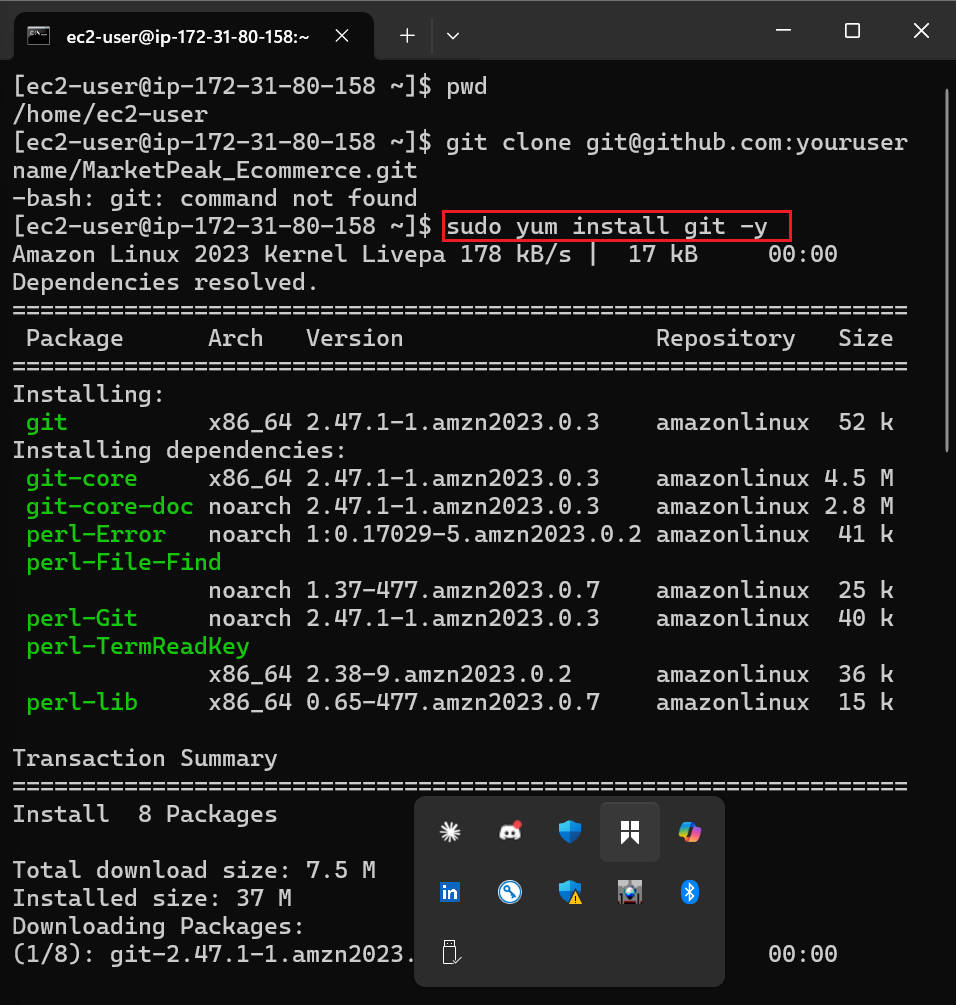 ec2-user@ip-172-31-80-158:~
[ec2-user@ip-172-31-80-158 ~]$ pwd
/home/ec2-user
[ec2-user@ip-172-31-80-158 ~]$ git clone git@github.com:youruser
name/MarketPeak_Ecommerce.git
-bash: git: command not found
[ec2-user@ip-172-31-80-158 ~]$ sudo yum install git -y
Amazon Linux 2023 Kernel Livepa 178 kB/s |  17 kB     00:00
Dependencies resolved.
================================================================
 Package      Arch   Version                  Repository   Size
================================================================
Installing:
 git          x86_64 2.47.1-1.amzn2023.0.3    amazonlinux  52 k
Installing dependencies:
 git-core     x86_64 2.47.1-1.amzn2023.0.3    amazonlinux 4.5 M
 git-core-doc noarch 2.47.1-1.amzn2023.0.3    amazonlinux 2.8 M
 perl-Error   noarch 1:0.17029-5.amzn2023.0.2 amazonlinux  41 k
 perl-File-Find
              noarch 1.37-477.amzn2023.0.7    amazonlinux  25 k
 perl-Git     noarch 2.47.1-1.amzn2023.0.3    amazonlinux  40 k
 perl-TermReadKey
              x86_64 2.38-9.amzn2023.0.2      amazonlinux  36 k
 perl-lib     x86_64 0.65-477.amzn2023.0.7    amazonlinux  15 k
Transaction Summary
================================================================
Install  8 Packages
Total download size: 7.5 M
Installed size: 37 M
Downloading Packages:
(1/8): git-2.47.1-1.amzn2023. 00:00
in